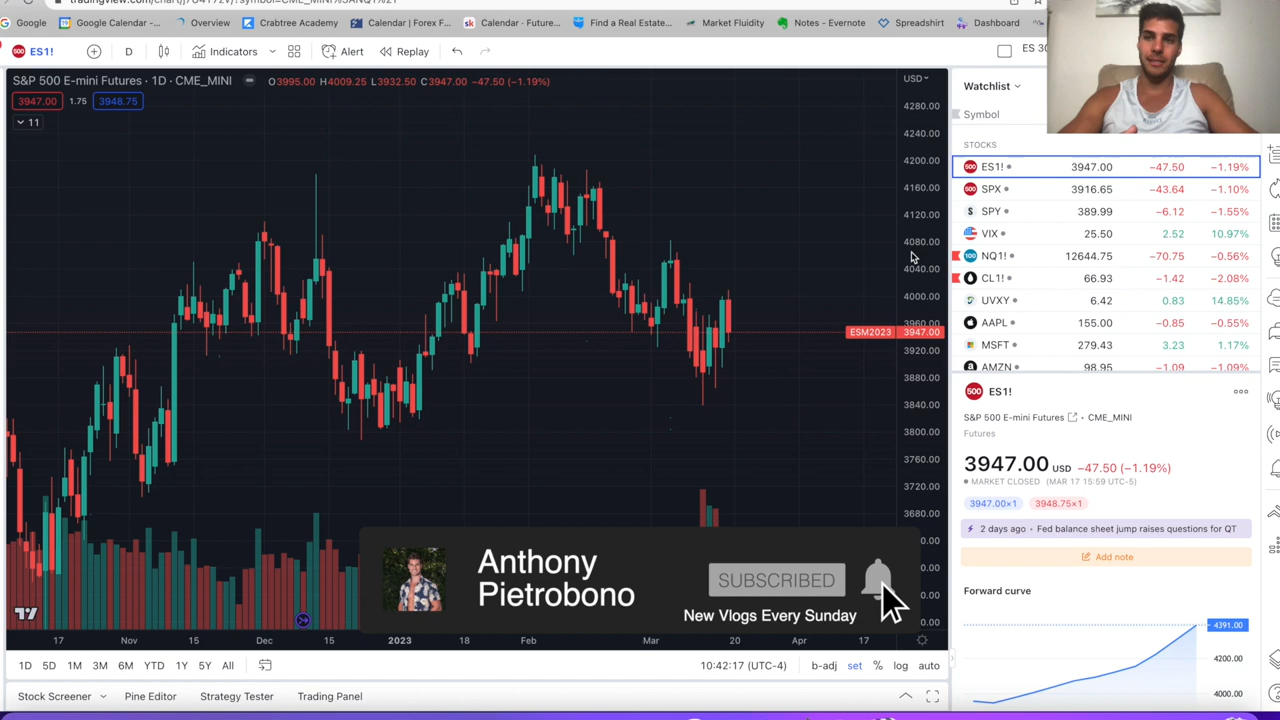 Google
Google Calendar -...
Overview
Crabtree Academy
Calendar | Forex F...
Calendar - Future...
Find a Real Estate...
Market Fluidity
Notes - Evernote
Spreadshirt
Dashboard
ES1!
D
Indicators
Alert
Replay
S&P 500 E-mini Futures · 1D · CME_MINI
O3995.00 H4009.25 L3932.50 C3947.00 −47.50 (−1.19%)
3947.00 1.75 3948.75
11
USD
4280.00
4240.00
4200.00
4160.00
4120.00
4080.00
4040.00
4000.00
3960.00
ESM2023 3947.00
3920.00
3880.00
3840.00
3800.00
3760.00
3720.00
3680.00
17 Nov 15 Dec 15 2023 18 Feb Mar 20 Apr 17
1D 5D 1M 3M 6M YTD 1Y 5Y All
10:42:17 (UTC-4) b-adj set % log auto
Stock Screener Pine Editor Strategy Tester Trading Panel
Anthony
Pietrobono
SUBSCRIBED
New Vlogs Every Sunday
Watchlist
Symbol
STOCKS
ES1! 3947.00 −47.50 −1.19%
SPX 3916.65 −43.64 −1.10%
SPY 389.99 −6.12 −1.55%
VIX 25.50 2.52 10.97%
NQ1! 12644.75 −70.75 −0.56%
CL1! 66.93 −1.42 −2.08%
UVXY 6.42 0.83 14.85%
AAPL 155.00 −0.85 −0.55%
MSFT 279.43 3.23 1.17%
AMZN 98.95 −1.09 −1.09%
500 ES1!
S&P 500 E-mini Futures · CME_MINI
Futures
3947.00 USD −47.50 (−1.19%)
MARKET CLOSED (MAR 17 15:59 UTC-5)
3947.00×1 3948.75×1
2 days ago · Fed balance sheet jump raises questions for QT
Add note
Forward curve
4391.00
4200.00
4000.00